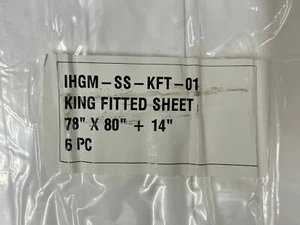 IHGM-SS-KFT-01
KING FITTED SHEET
78" X 80" + 14"
6 PC